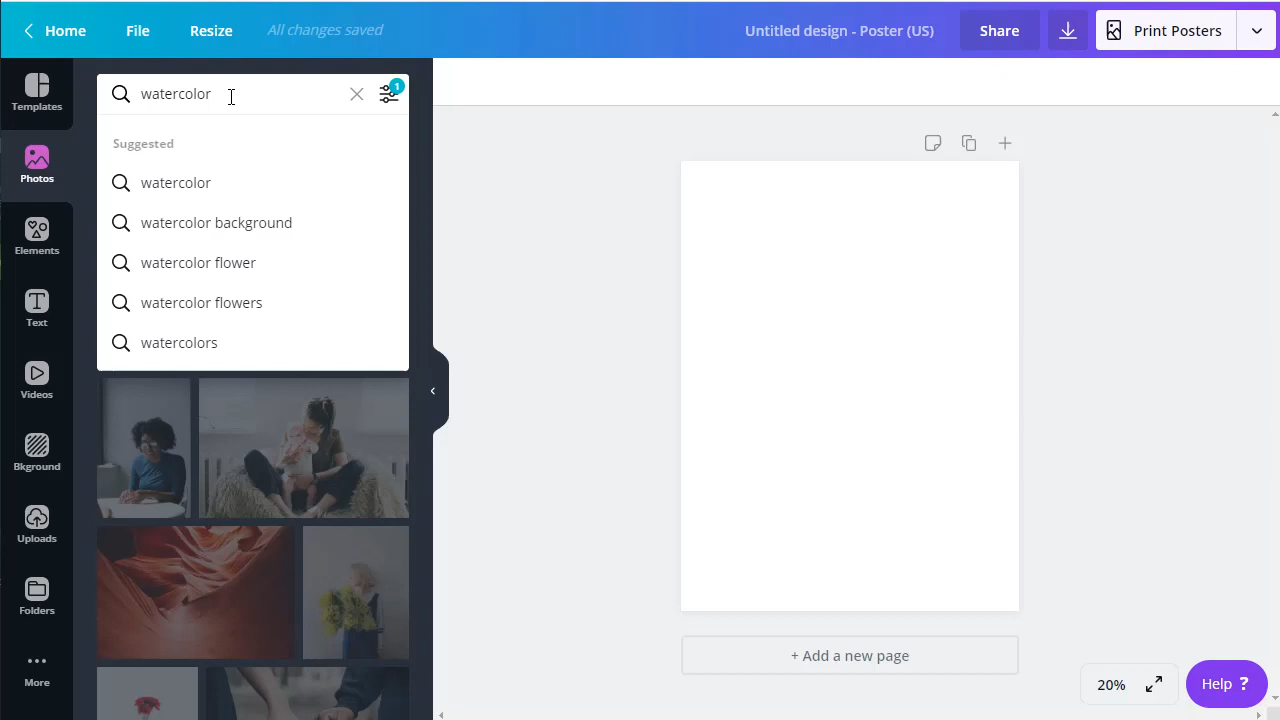 Home File Resize All changes saved Untitled design - Poster (US) Share Print Posters
Templates
Photos
Elements
Text
Videos
Bkground
Uploads
Folders
More
watercolor 1
Suggested
watercolor
watercolor background
watercolor flower
watercolor flowers
watercolors
+ Add a new page
20% Help ?